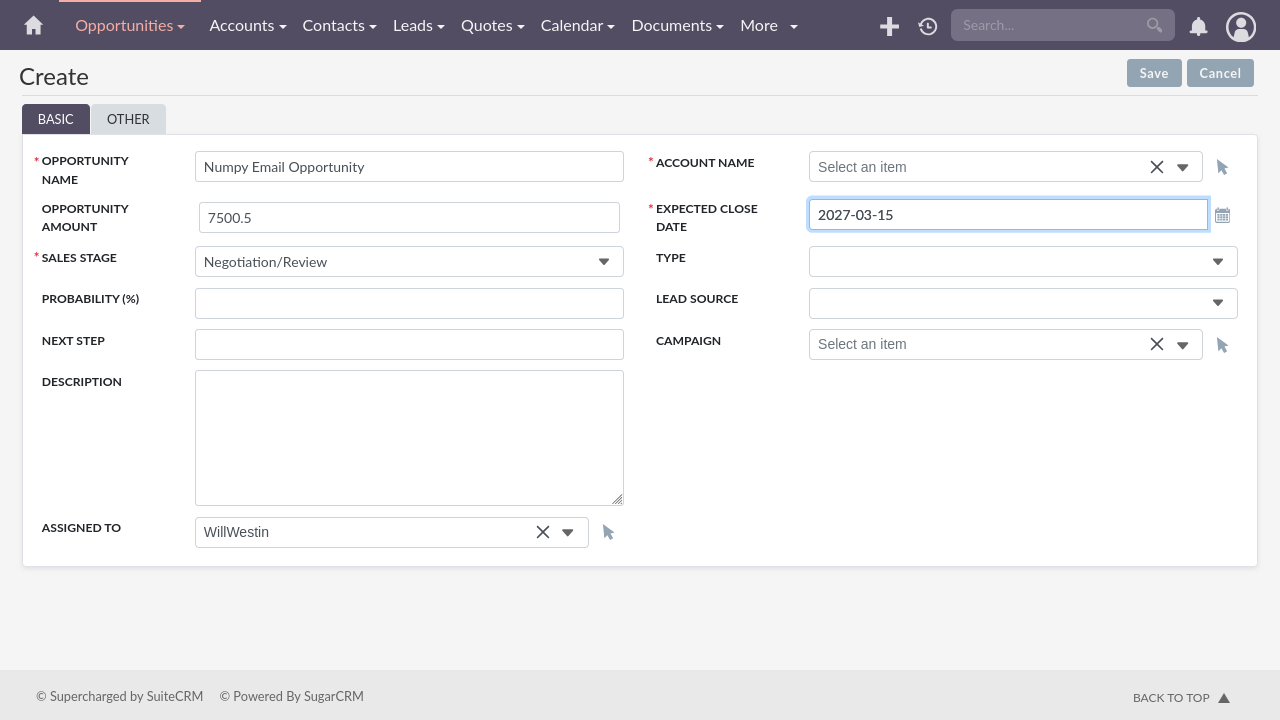 Opportunities Accounts Contacts Leads Quotes Calendar Documents More Search...
Create Save Cancel
BASIC OTHER
* OPPORTUNITY NAME Numpy Email Opportunity * ACCOUNT NAME Select an item
OPPORTUNITY AMOUNT 7500.5 * EXPECTED CLOSE DATE 2027-03-15
* SALES STAGE Negotiation/Review TYPE
PROBABILITY (%) LEAD SOURCE
NEXT STEP CAMPAIGN Select an item
DESCRIPTION
ASSIGNED TO WillWestin
© Supercharged by SuiteCRM © Powered By SugarCRM BACK TO TOP